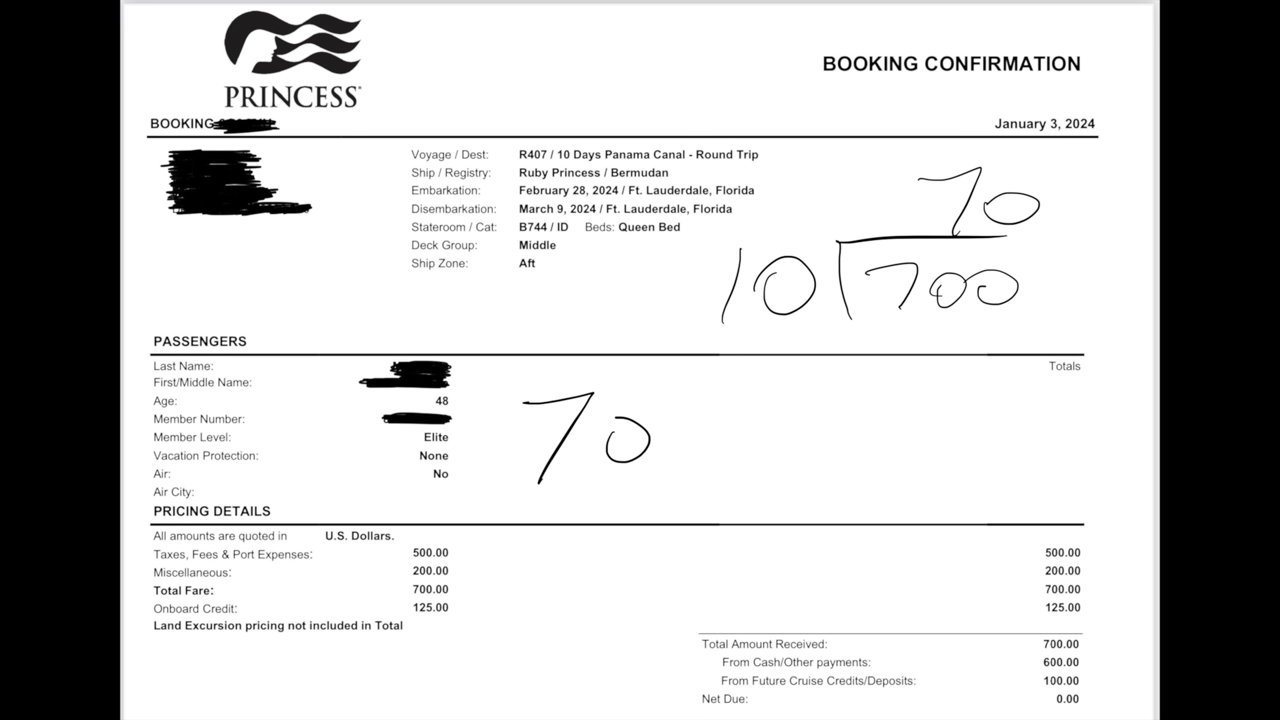 PRINCESS
BOOKING CONFIRMATION
BOOKING
January 3, 2024
Voyage / Dest: R407 / 10 Days Panama Canal - Round Trip
Ship / Registry: Ruby Princess / Bermudan
Embarkation: February 28, 2024 / Ft. Lauderdale, Florida
Disembarkation: March 9, 2024 / Ft. Lauderdale, Florida
Stateroom / Cat: B744 / ID Beds: Queen Bed
Deck Group: Middle
Ship Zone: Aft
70
10 700
PASSENGERS
Last Name: Totals
First/Middle Name:
Age: 48
Member Number:
Member Level: Elite
Vacation Protection: None
Air: No
Air City:
70
PRICING DETAILS
All amounts are quoted in U.S. Dollars.
Taxes, Fees & Port Expenses: 500.00 500.00
Miscellaneous: 200.00 200.00
Total Fare: 700.00 700.00
Onboard Credit: 125.00 125.00
Land Excursion pricing not included in Total
Total Amount Received: 700.00
From Cash/Other payments: 600.00
From Future Cruise Credits/Deposits: 100.00
Net Due: 0.00